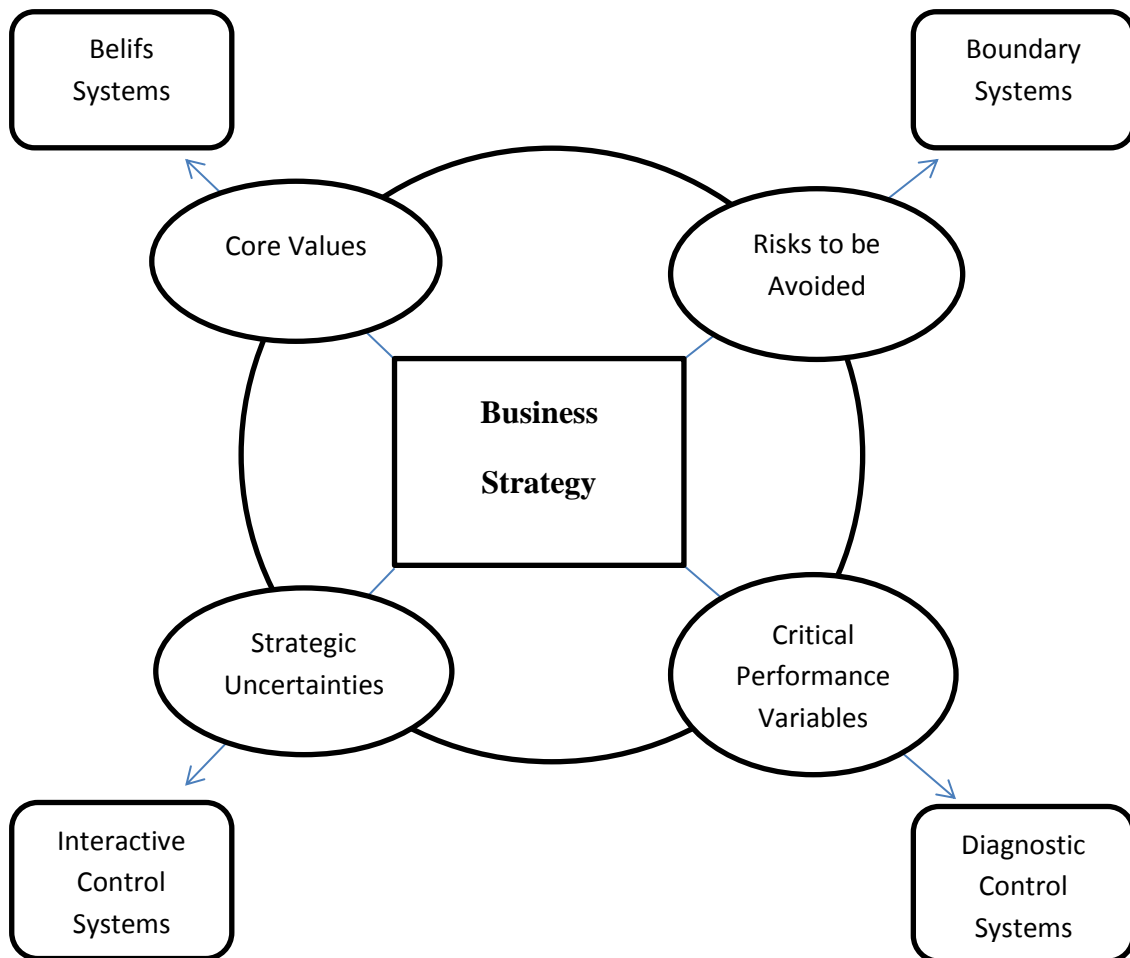 Belifs
Systems
Boundary
Systems
Core Values
Risks to be
Avoided
Business
Strategy
Strategic
Uncertainties
Critical
Performance
Variables
Interactive
Control
Systems
Diagnostic
Control
Systems